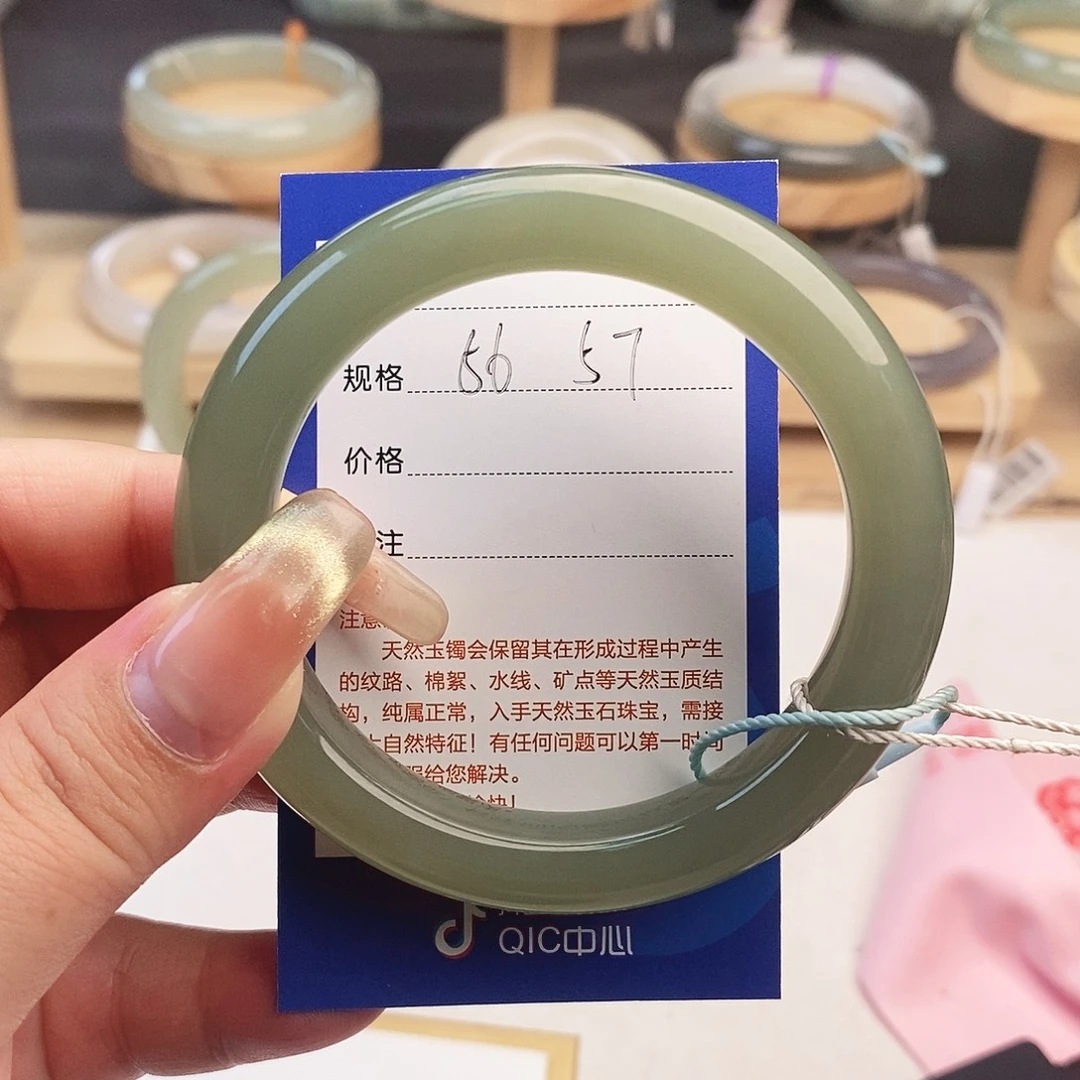 规格 56 57
价格
注
注意
天然玉镯会保留其在形成过程中产生
的纹路、棉絮、水线、矿点等天然玉质结
构，纯属正常，入手天然玉石珠宝，需接
自然特征！有任何问题可以第一时间
给您解决。
愉快!
QIC中心